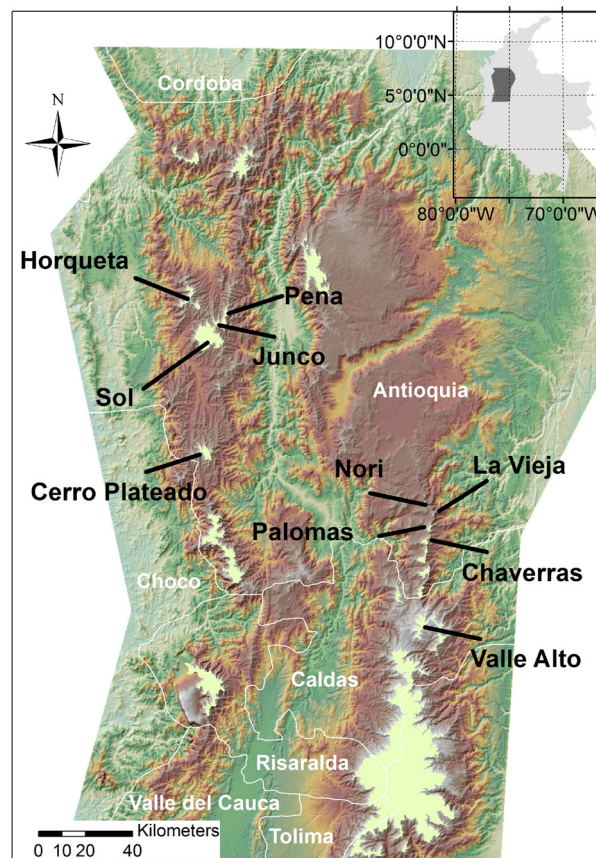 Cordoba
10°0'0"N
5°0'0"N
0°0'0"
80°0'0"W
70°0'0"W
N
Horqueta
Pena
Junco
Sol
Antioquia
Nori
La Vieja
Cerro Plateado
Palomas
Chaverras
Choco
Valle Alto
Caldas
Risaralda
Valle del Cauca
Tolima
Kilometers
0 10 20 40